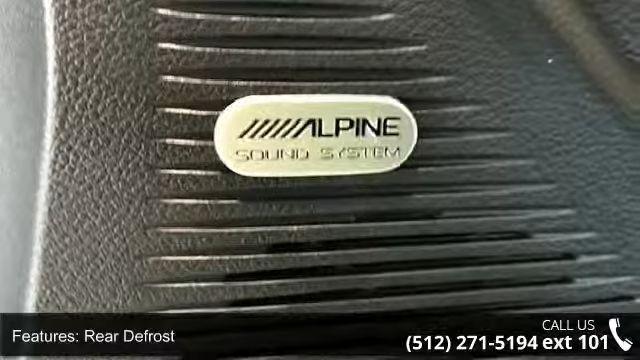 ALPINE
SOUND SYSTEM
Features: Rear Defrost
CALL US
(512) 271-5194 ext 101